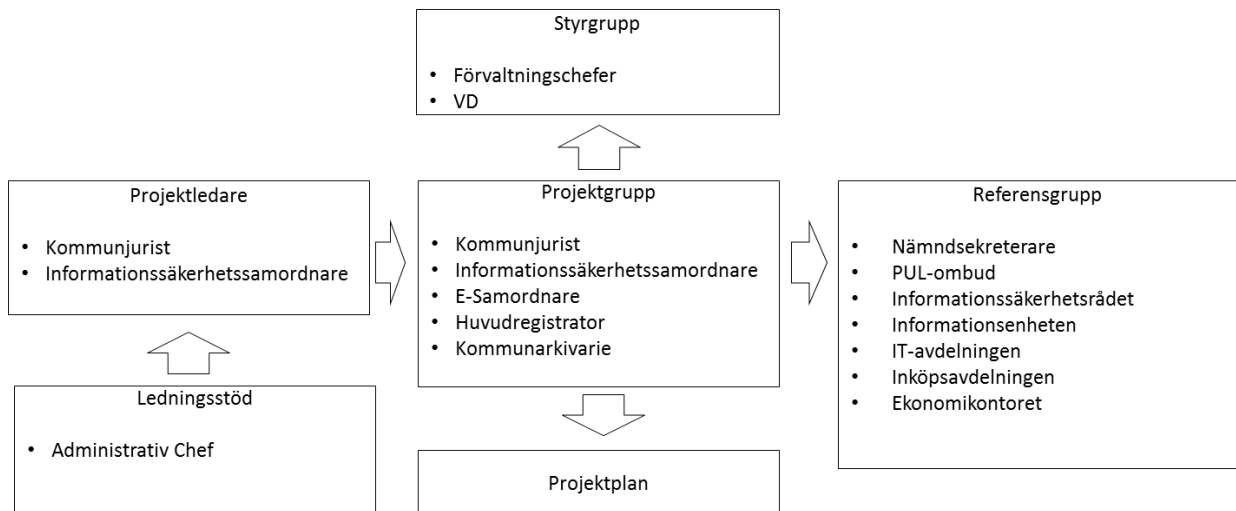 Styrgrupp
• Förvaltningschefer
• VD
Projektledare
• Kommunjurist
• Informationssäkerhetssamordnare
Projektgrupp
• Kommunjurist
• Informationssäkerhetssamordnare
• E-Samordnare
• Huvudregistrator
• Kommunarkivarie
Referensgrupp
• Nämndsekreterare
• PUL-ombud
• Informationssäkerhetsrådet
• Informationsenheten
• IT-avdelningen
• Inköpsavdelningen
• Ekonomikontoret
Ledningsstöd
• Administrativ Chef
Projektplan